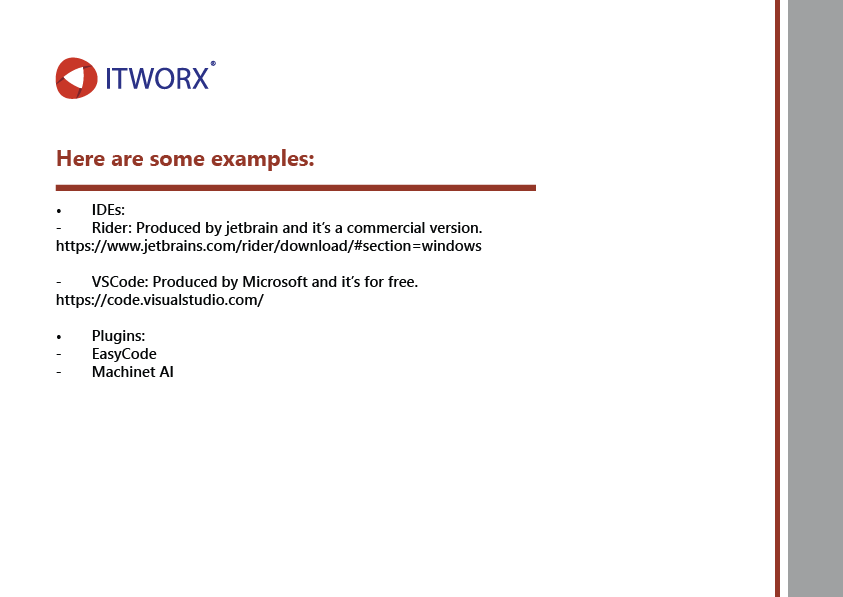 ITWORX®
Here are some examples:
• IDEs:
- Rider: Produced by jetbrain and it’s a commercial version.
https://www.jetbrains.com/rider/download/#section=windows
- VSCode: Produced by Microsoft and it’s for free.
https://code.visualstudio.com/
• Plugins:
- EasyCode
- Machinet AI